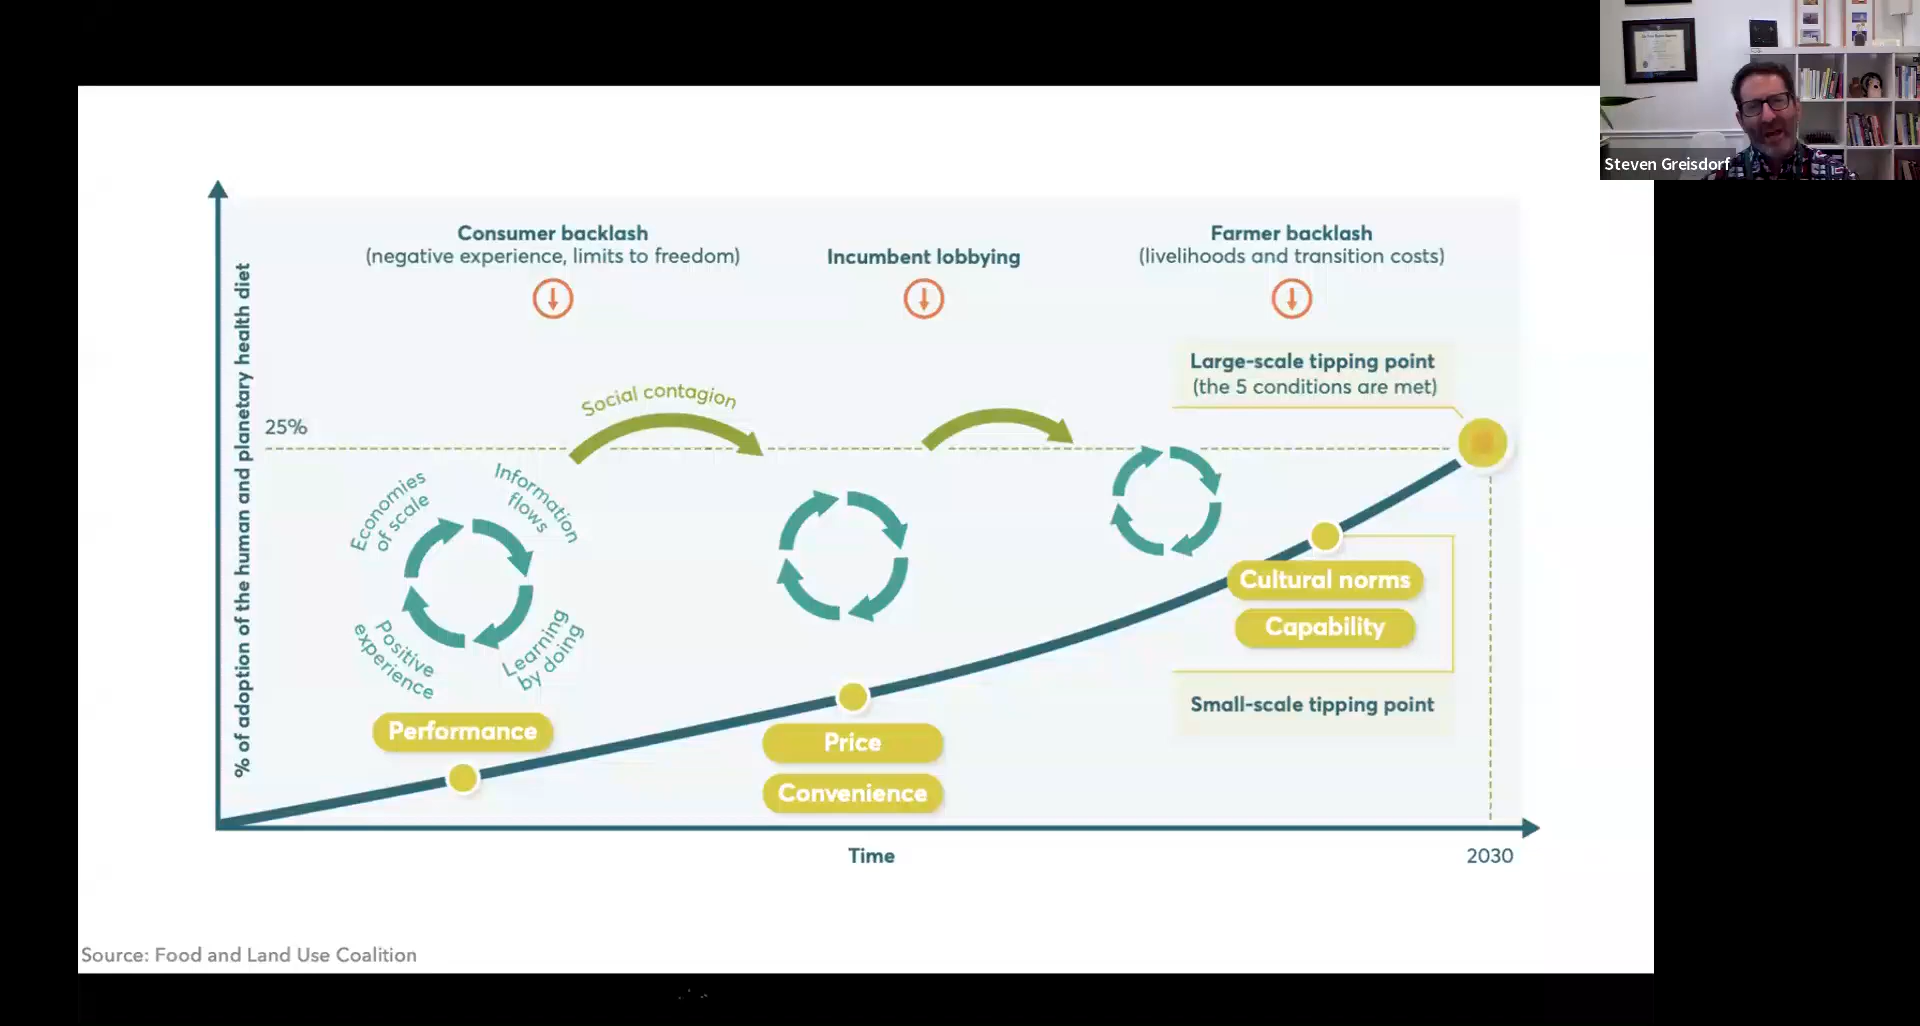 Steven Greisdorf
Consumer backlash
(negative experience, limits to freedom)
Incumbent lobbying
Farmer backlash
(livelihoods and transition costs)
% of adoption of the human and planetary health diet
25%
Social contagion
Large-scale tipping point
(the 5 conditions are met)
Economies
of scale
Information
flows
Positive
experience
Learning
by doing
Performance
Price
Convenience
Cultural norms
Capability
Small-scale tipping point
Time
2030
Source: Food and Land Use Coalition